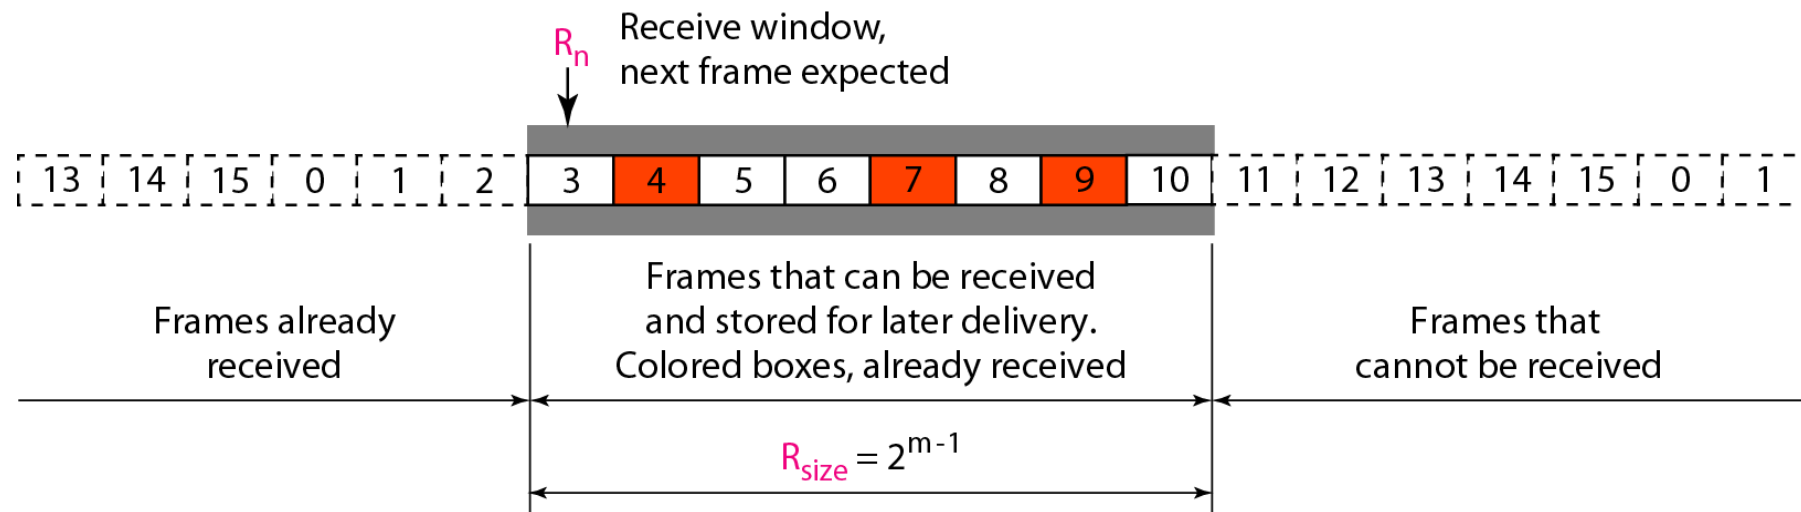 Rn
Receive window,
next frame expected
13 14 15 0 1 2 3 4 5 6 7 8 9 10 11 12 13 14 15 0 1
Frames already
received
Frames that can be received
and stored for later delivery.
Colored boxes, already received
Frames that
cannot be received
Rsize = 2^m-1